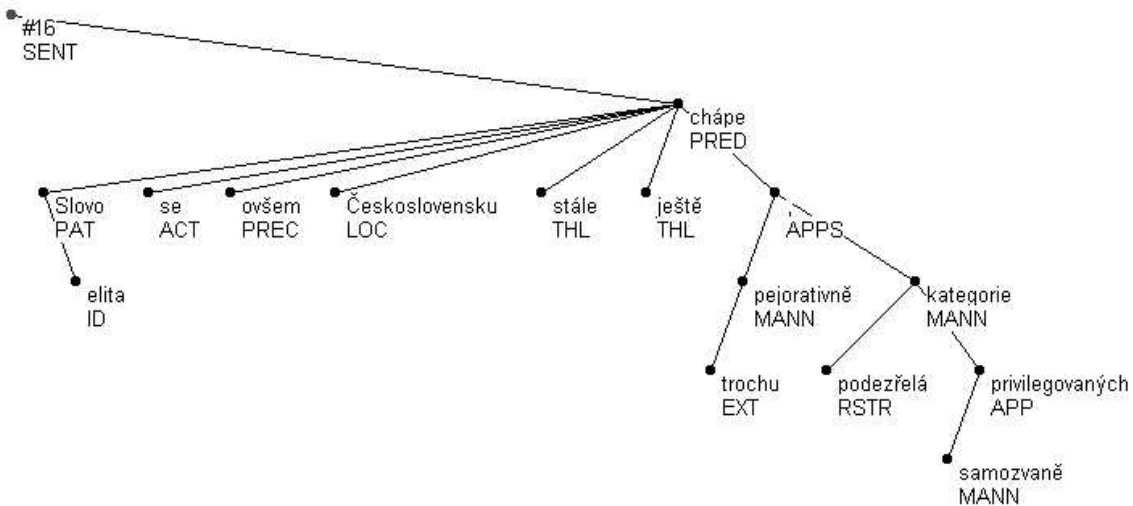 #16
SENT
chápe
PRED
Slovo
PAT
se
ACT
ovšem
PREC
Československu
LOC
stále
THL
ještě
THL
,
APPS
elita
ID
pejorativně
MANN
kategorie
MANN
trochu
EXT
podezřelá
RSTR
privilegovaných
APP
samozvaně
MANN